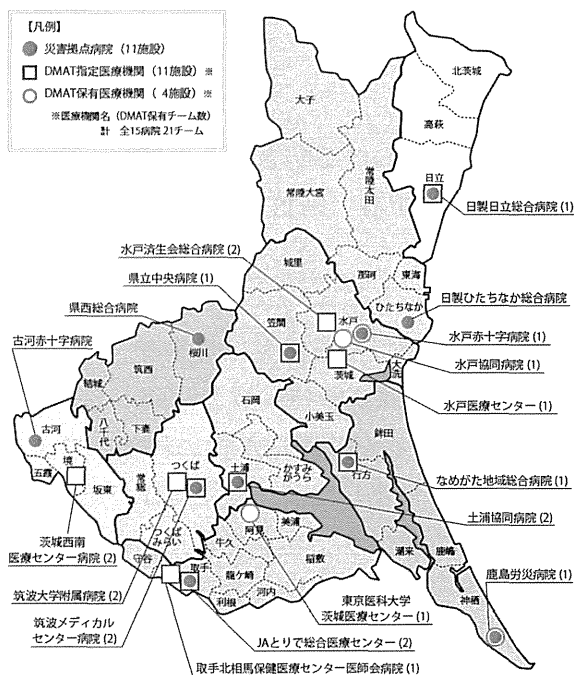 【凡例】
災害拠点病院(11施設)
DMAT指定医療機関(11施設)※
DMAT保有医療機関( 4施設)※
※医療機関名(DMAT保有チーム数)
計 全15病院 21チーム
北茨城
大子
高萩
常陸太田
日立
常陸大宮
日製日立総合病院(1)
水戸済生会総合病院(2)
城里
那珂
東海
県立中央病院(1)
ひたちなか
日製ひたちなか総合病院
県西総合病院
笠間
水戸
水戸赤十字病院(1)
古河赤十字病院
桜川
大洗
水戸協同病院(1)
筑西
茨城
結城
石岡
水戸医療センター(1)
小美玉
八千代
下妻
鉾田
古河
かすみがうら
五霞
境
つくば
土浦
行方
なめがた地域総合病院(1)
坂東
常総
土浦協同病院(2)
阿見
美浦
茨城西南
医療センター病院(2)
つくばみらい
牛久
潮来
鹿嶋
守谷
取手
稲敷
龍ケ崎
鹿島労災病院(1)
筑波大学附属病院(2)
利根
河内
神栖
東京医科大学
茨城医療センター(1)
筑波メディカル
センター病院(2)
JAとりで総合医療センター(2)
取手北相馬保健医療センター医師会病院(1)